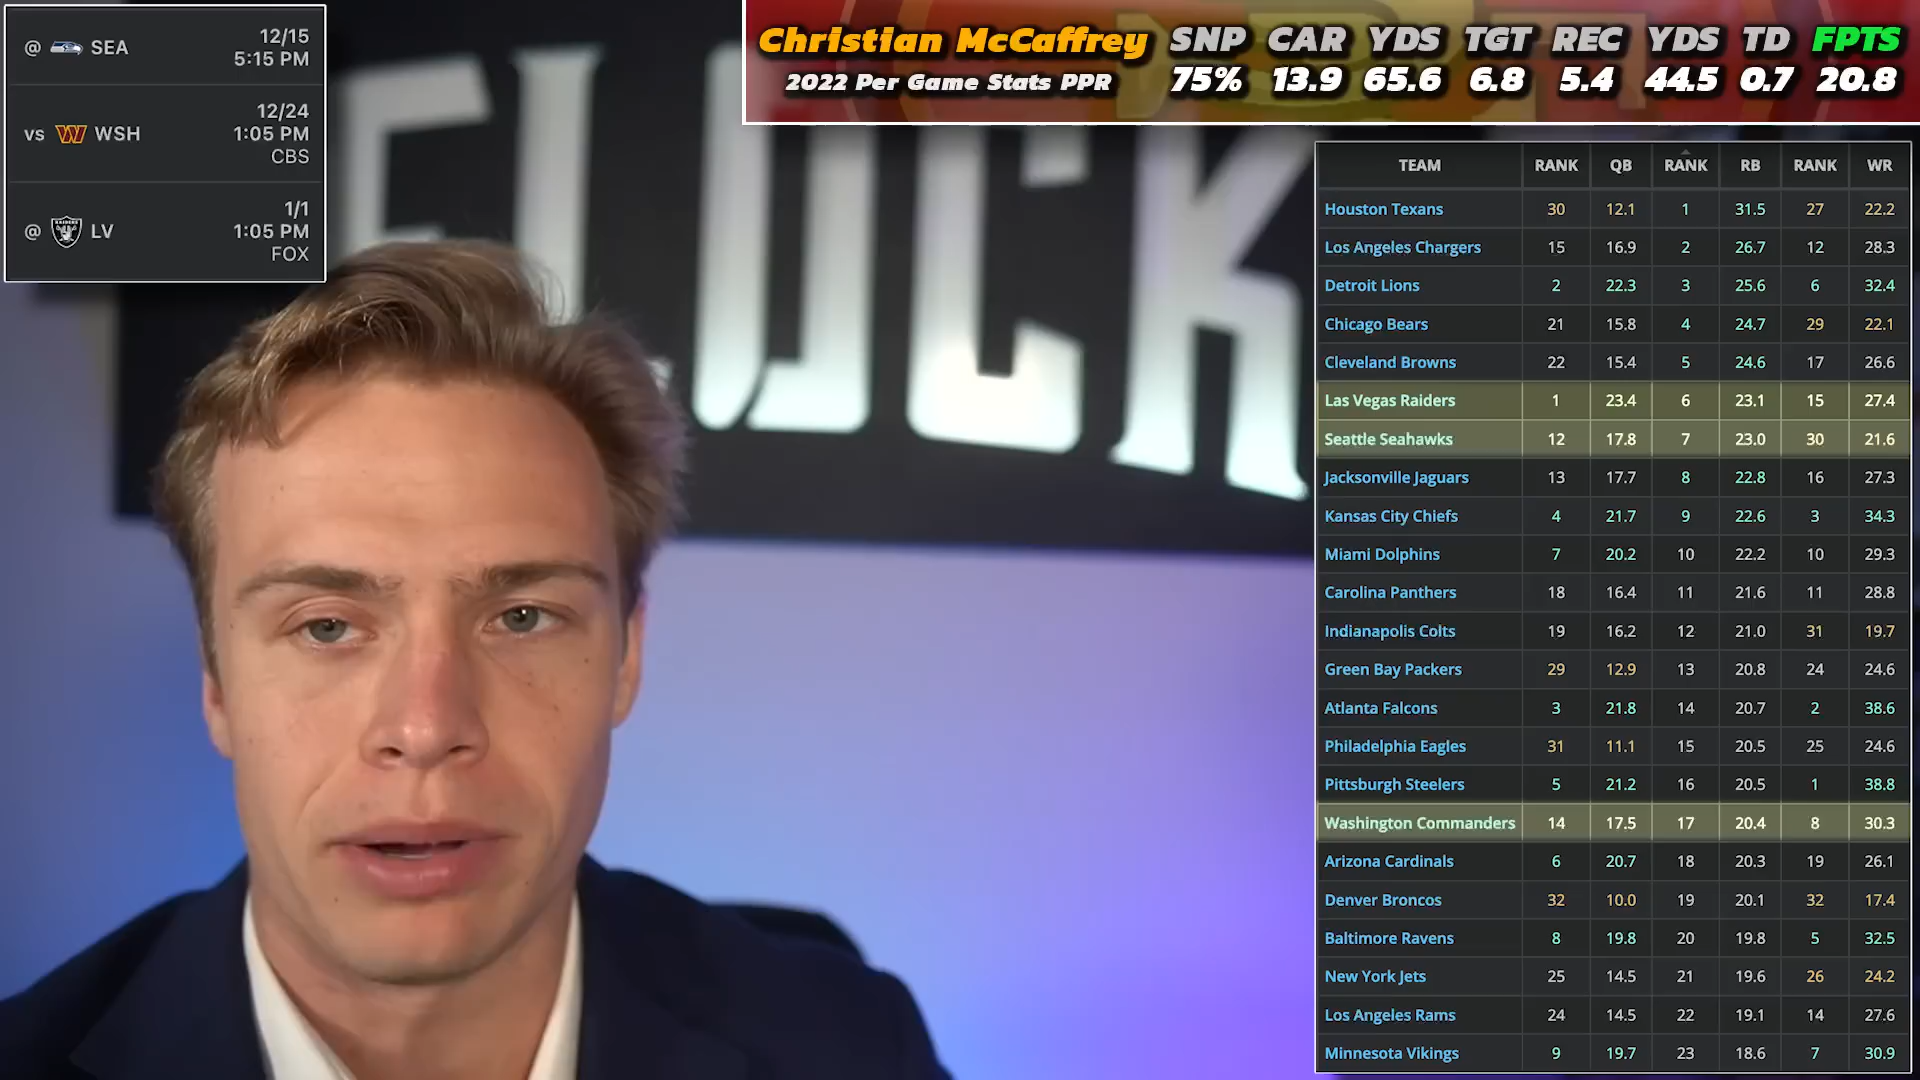 @ SEA 12/15
5:15 PM
12/24
vs WSH 1:05 PM
CBS
1/1
@ LV 1:05 PM
FOX
Christian McCaffrey SNP CAR YDS TGT REC YDS TD FPTS
2022 Per Game Stats PPR 75% 13.9 65.6 6.8 5.4 44.5 0.7 20.8
FLOCK
TEAM RANK QB RANK RB RANK WR
Houston Texans 30 12.1 1 31.5 27 22.2
Los Angeles Chargers 15 16.9 2 26.7 12 28.3
Detroit Lions 2 22.3 3 25.6 6 32.4
Chicago Bears 21 15.8 4 24.7 29 22.1
Cleveland Browns 22 15.4 5 24.6 17 26.6
Las Vegas Raiders 1 23.4 6 23.1 15 27.4
Seattle Seahawks 12 17.8 7 23.0 30 21.6
Jacksonville Jaguars 13 17.7 8 22.8 16 27.3
Kansas City Chiefs 4 21.7 9 22.6 3 34.3
Miami Dolphins 7 20.2 10 22.2 10 29.3
Carolina Panthers 18 16.4 11 21.6 11 28.8
Indianapolis Colts 19 16.2 12 21.0 31 19.7
Green Bay Packers 29 12.9 13 20.8 24 24.6
Atlanta Falcons 3 21.8 14 20.7 2 38.6
Philadelphia Eagles 31 11.1 15 20.5 25 24.6
Pittsburgh Steelers 5 21.2 16 20.5 1 38.8
Washington Commanders 14 17.5 17 20.4 8 30.3
Arizona Cardinals 6 20.7 18 20.3 19 26.1
Denver Broncos 32 10.0 19 20.1 32 17.4
Baltimore Ravens 8 19.8 20 19.8 5 32.5
New York Jets 25 14.5 21 19.6 26 24.2
Los Angeles Rams 24 14.5 22 19.1 14 27.6
Minnesota Vikings 9 19.7 23 18.6 7 30.9